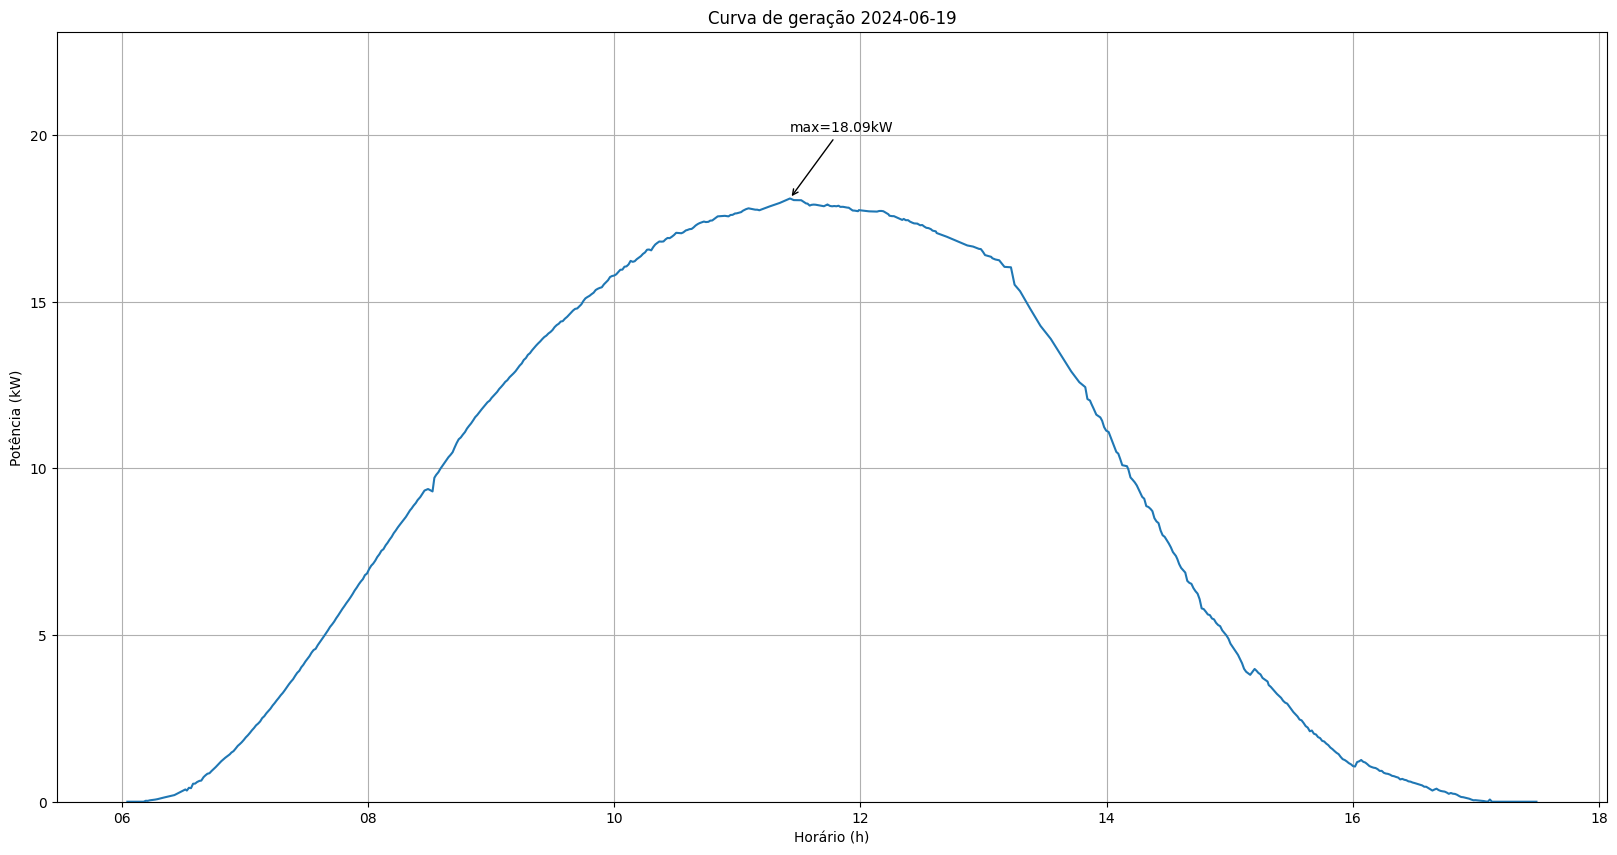 Curva de geração 2024-06-19
max=18.09kW
Potência (kW)
20
15
10
5
0
06 08 10 12 14 16 18
Horário (h)